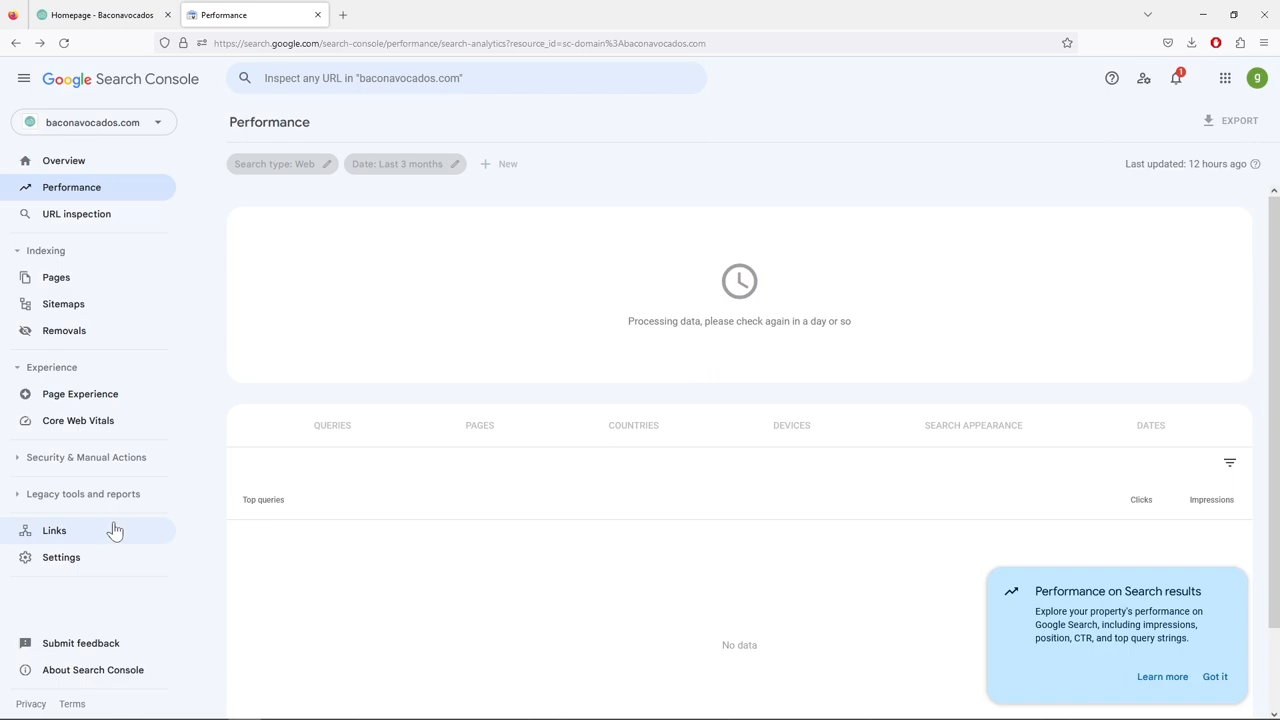 Homepage - Baconavocados
Performance
https://search.google.com/search-console/performance/search-analytics?resource_id=sc-domain%3Abaconavocados.com
Google Search Console
Inspect any URL in "baconavocados.com"
1
g
baconavocados.com
Performance
EXPORT
Search type: Web
Date: Last 3 months
New
Last updated: 12 hours ago
Overview
Performance
URL inspection
Indexing
Pages
Sitemaps
Removals
Experience
Page Experience
Core Web Vitals
Security & Manual Actions
Legacy tools and reports
Links
Settings
Submit feedback
About Search Console
Privacy Terms
Processing data, please check again in a day or so
QUERIES PAGES COUNTRIES DEVICES SEARCH APPEARANCE DATES
Top queries Clicks Impressions
No data
Performance on Search results
Explore your property's performance on
Google Search, including impressions,
position, CTR, and top query strings.
Learn more Got it